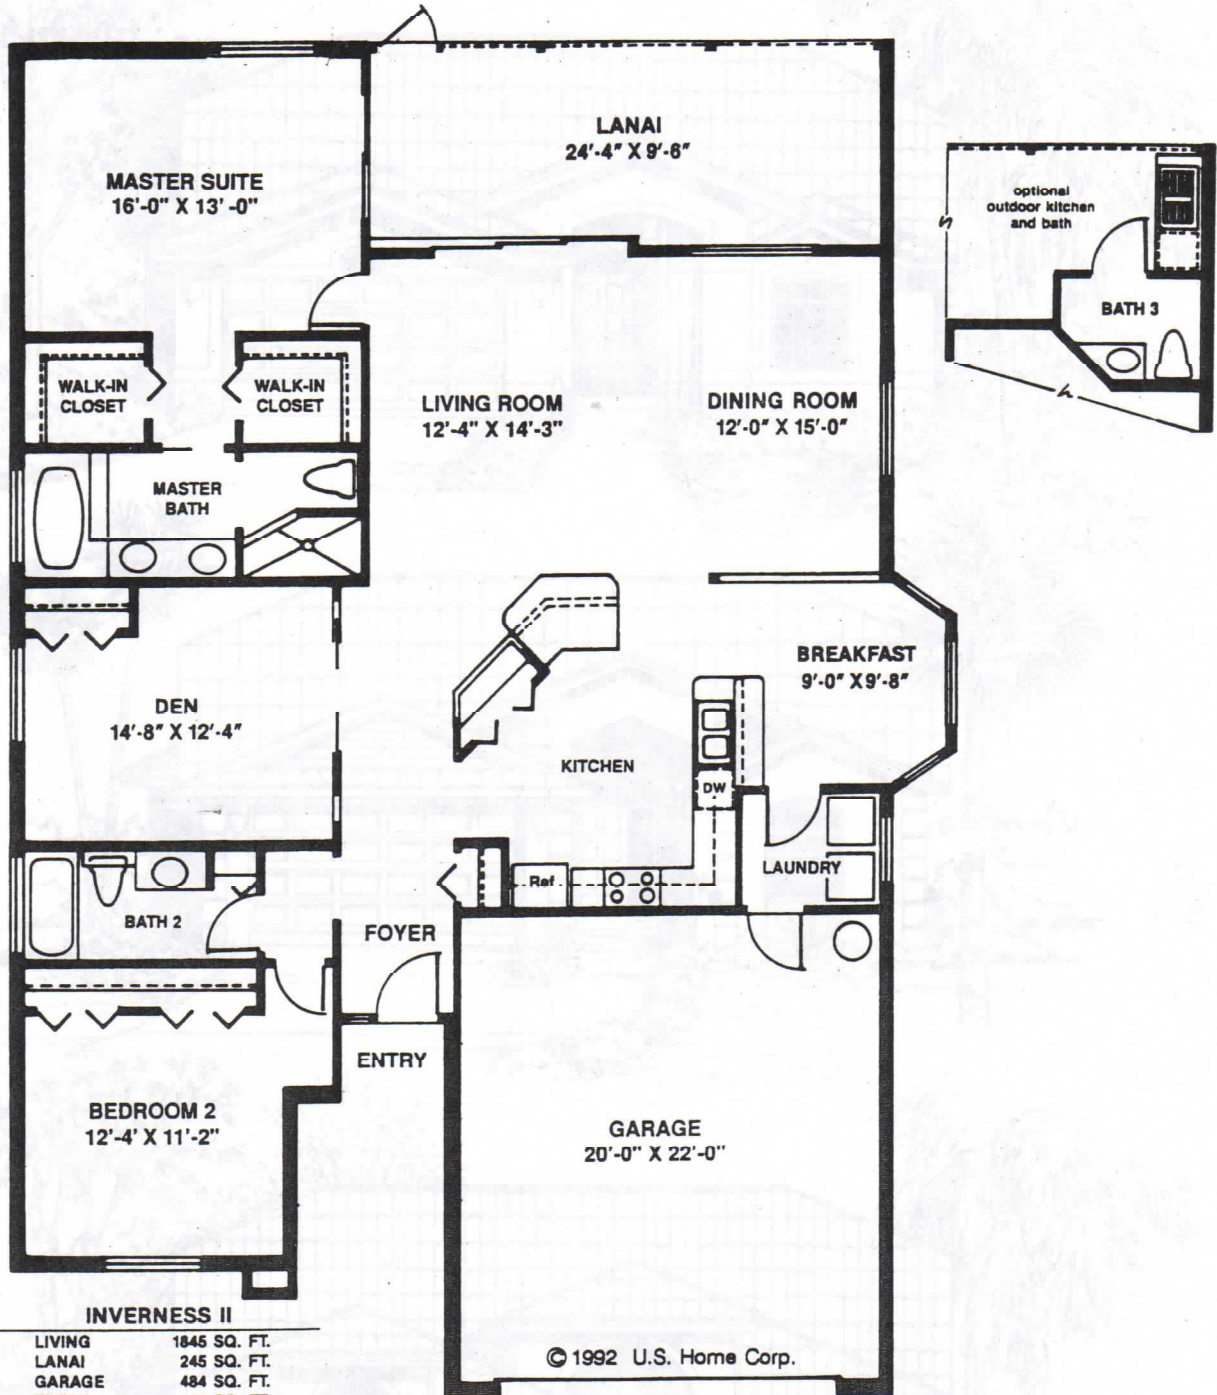 LANAI
24'-4" X 9'-6"
MASTER SUITE
16'-0" X 13'-0"
optional
outdoor kitchen
and bath
BATH 3
WALK-IN
CLOSET
WALK-IN
CLOSET
LIVING ROOM
12'-4" X 14'-3"
DINING ROOM
12'-0" X 15'-0"
MASTER
BATH
BREAKFAST
9'-0" X 9'-8"
DEN
14'-8" X 12'-4"
KITCHEN
DW
LAUNDRY
Ref
BATH 2
FOYER
ENTRY
BEDROOM 2
12'-4' X 11'-2"
GARAGE
20'-0" X 22'-0"
INVERNESS II
LIVING 1845 SQ. FT.
LANAI 245 SQ. FT.
GARAGE 484 SQ. FT.
© 1992 U.S. Home Corp.